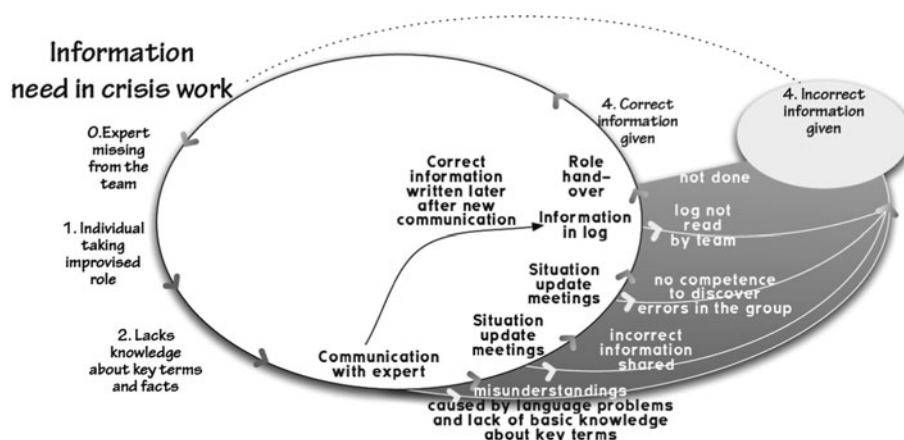 Information
need in crisis work
0.Expert
missing
from the
team
1. Individual
taking
improvised
role
2. Lacks
knowledge
about key terms
and facts
Communication
with expert
Correct
information
written later
after new
communication
Situation
update
meetings
Situation
update
meetings
Information
in log
Role
hand-
over
4. Correct
information
given
4. Incorrect
information
given
not done
log not
read
by team
no competence
to discover
errors in the group
incorrect
information
shared
misunderstandings
caused by language problems
and lack of basic knowledge
about key terms